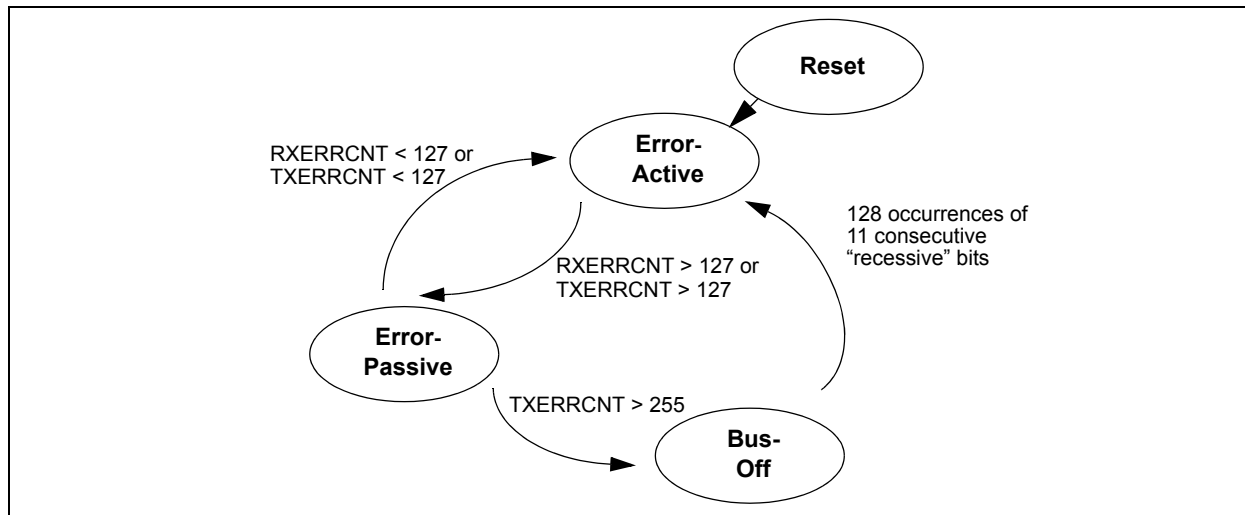 Reset
Error-
Active
RXERRCNT < 127 or
TXERRCNT < 127
128 occurrences of
11 consecutive
“recessive” bits
RXERRCNT > 127 or
TXERRCNT > 127
Error-
Passive
TXERRCNT > 255
Bus-
Off